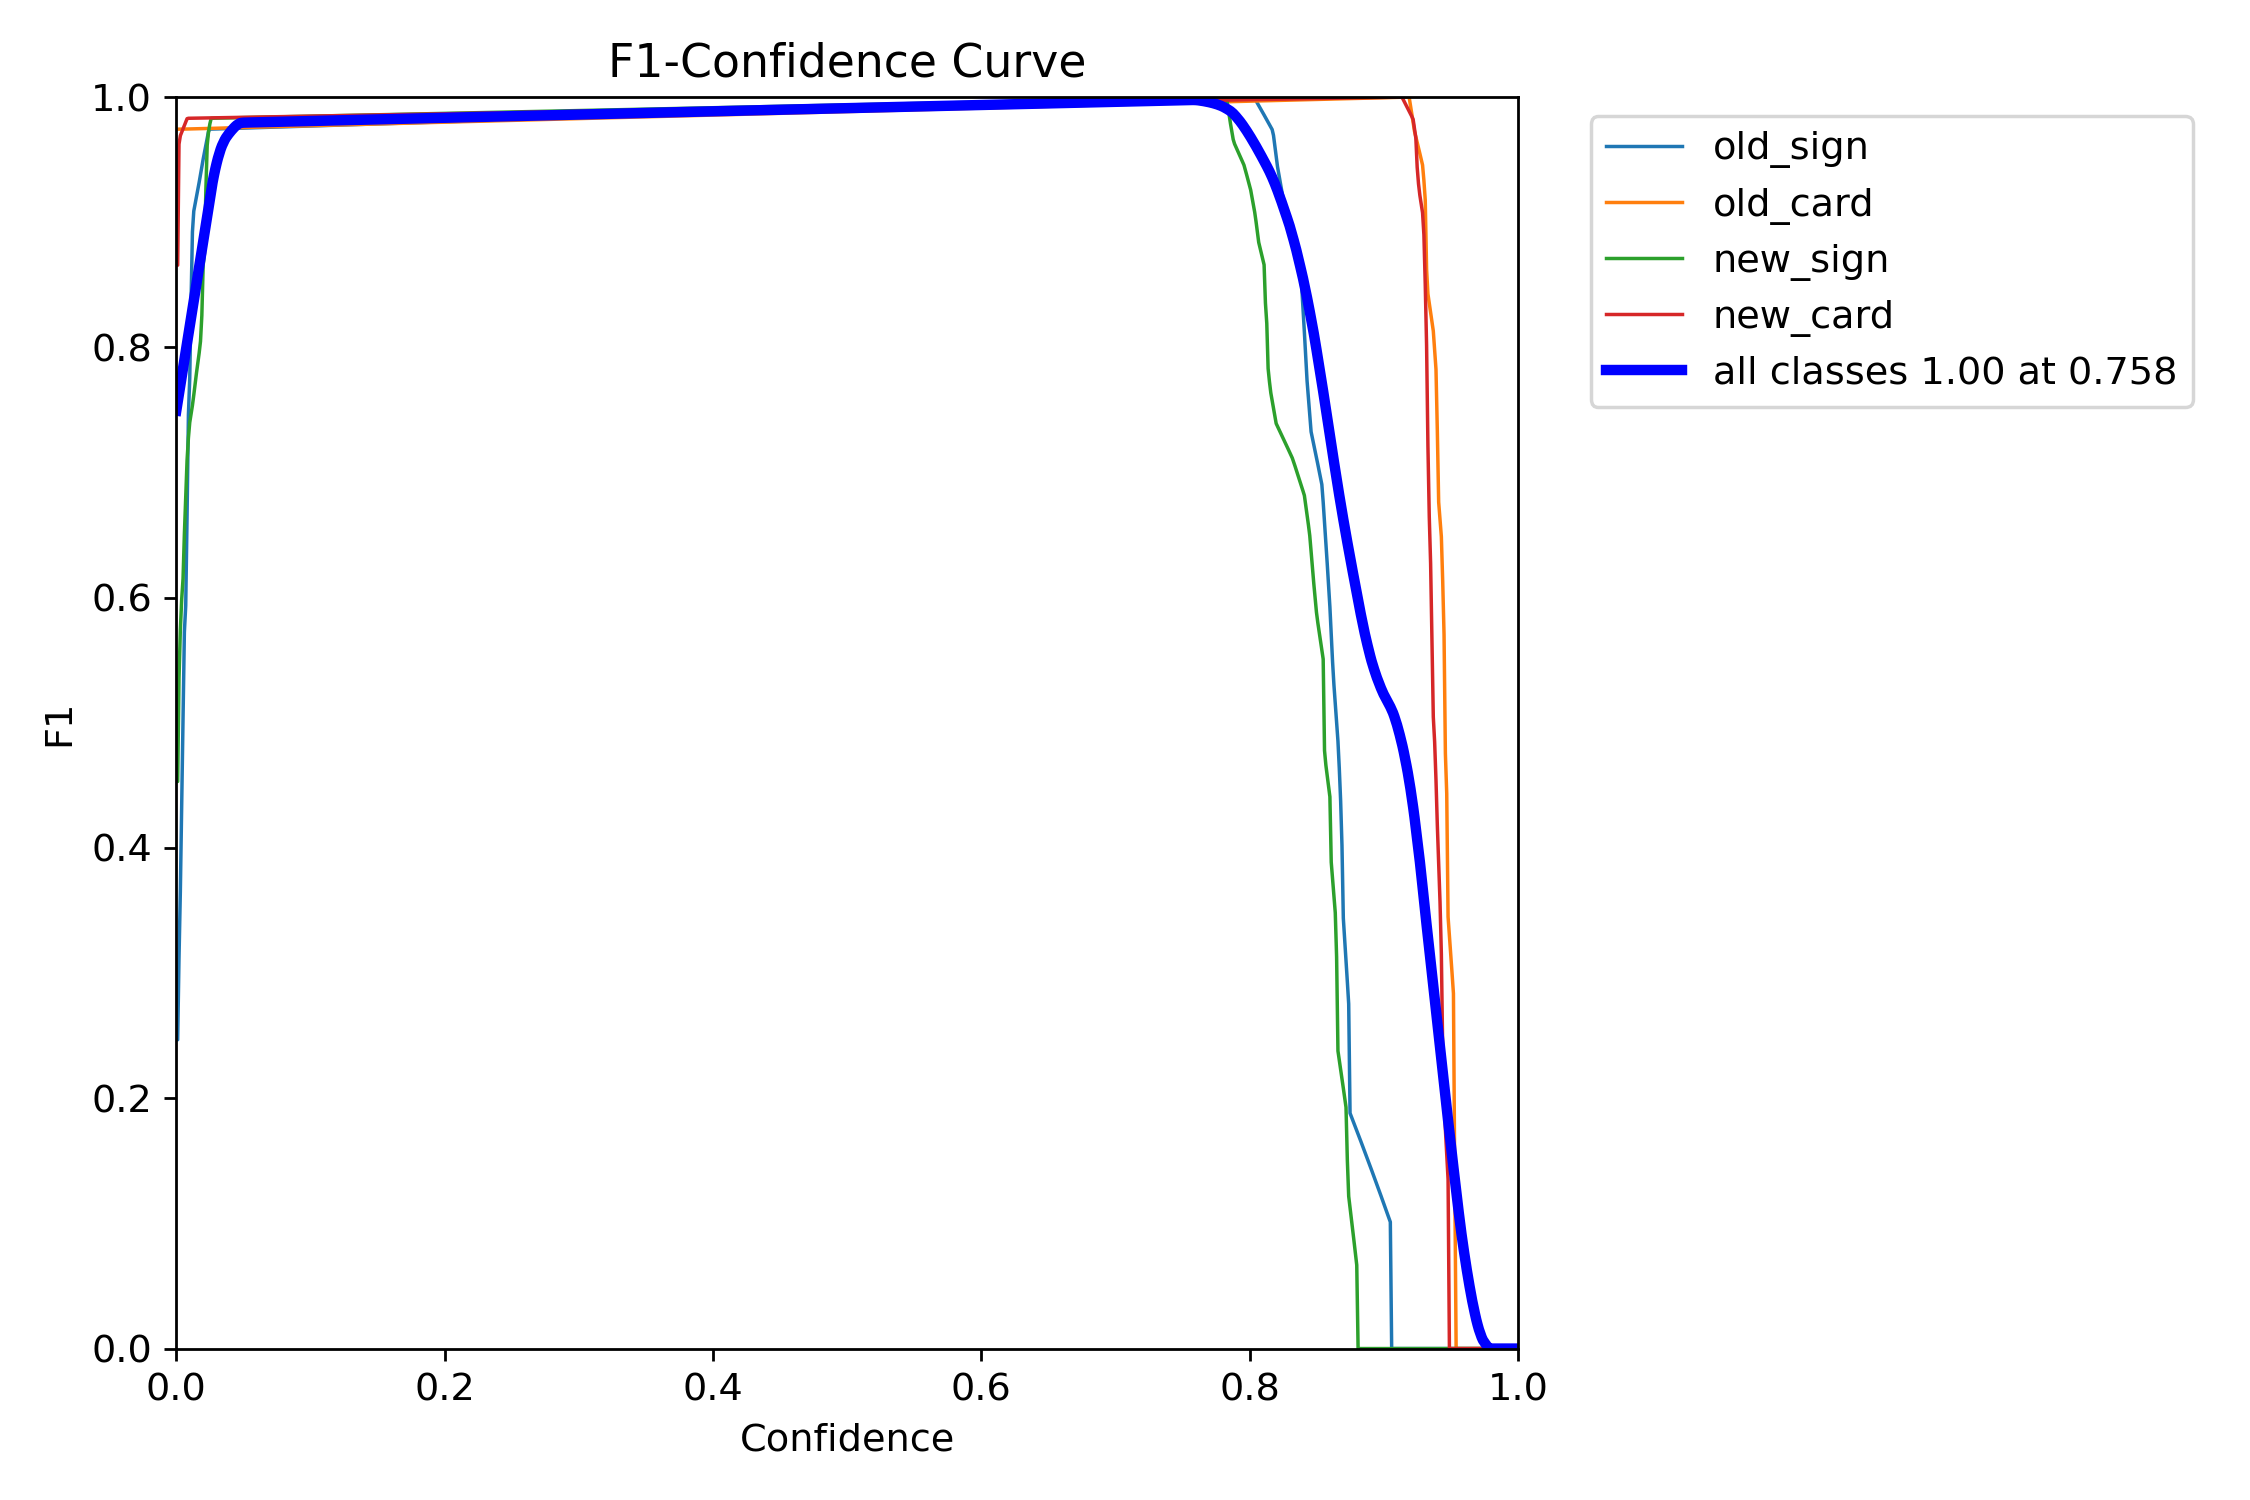 F1-Confidence Curve
1.0
0.8
0.6
0.4
0.2
0.0
F1
0.0 0.2 0.4 0.6 0.8 1.0
Confidence
old_sign
old_card
new_sign
new_card
all classes 1.00 at 0.758